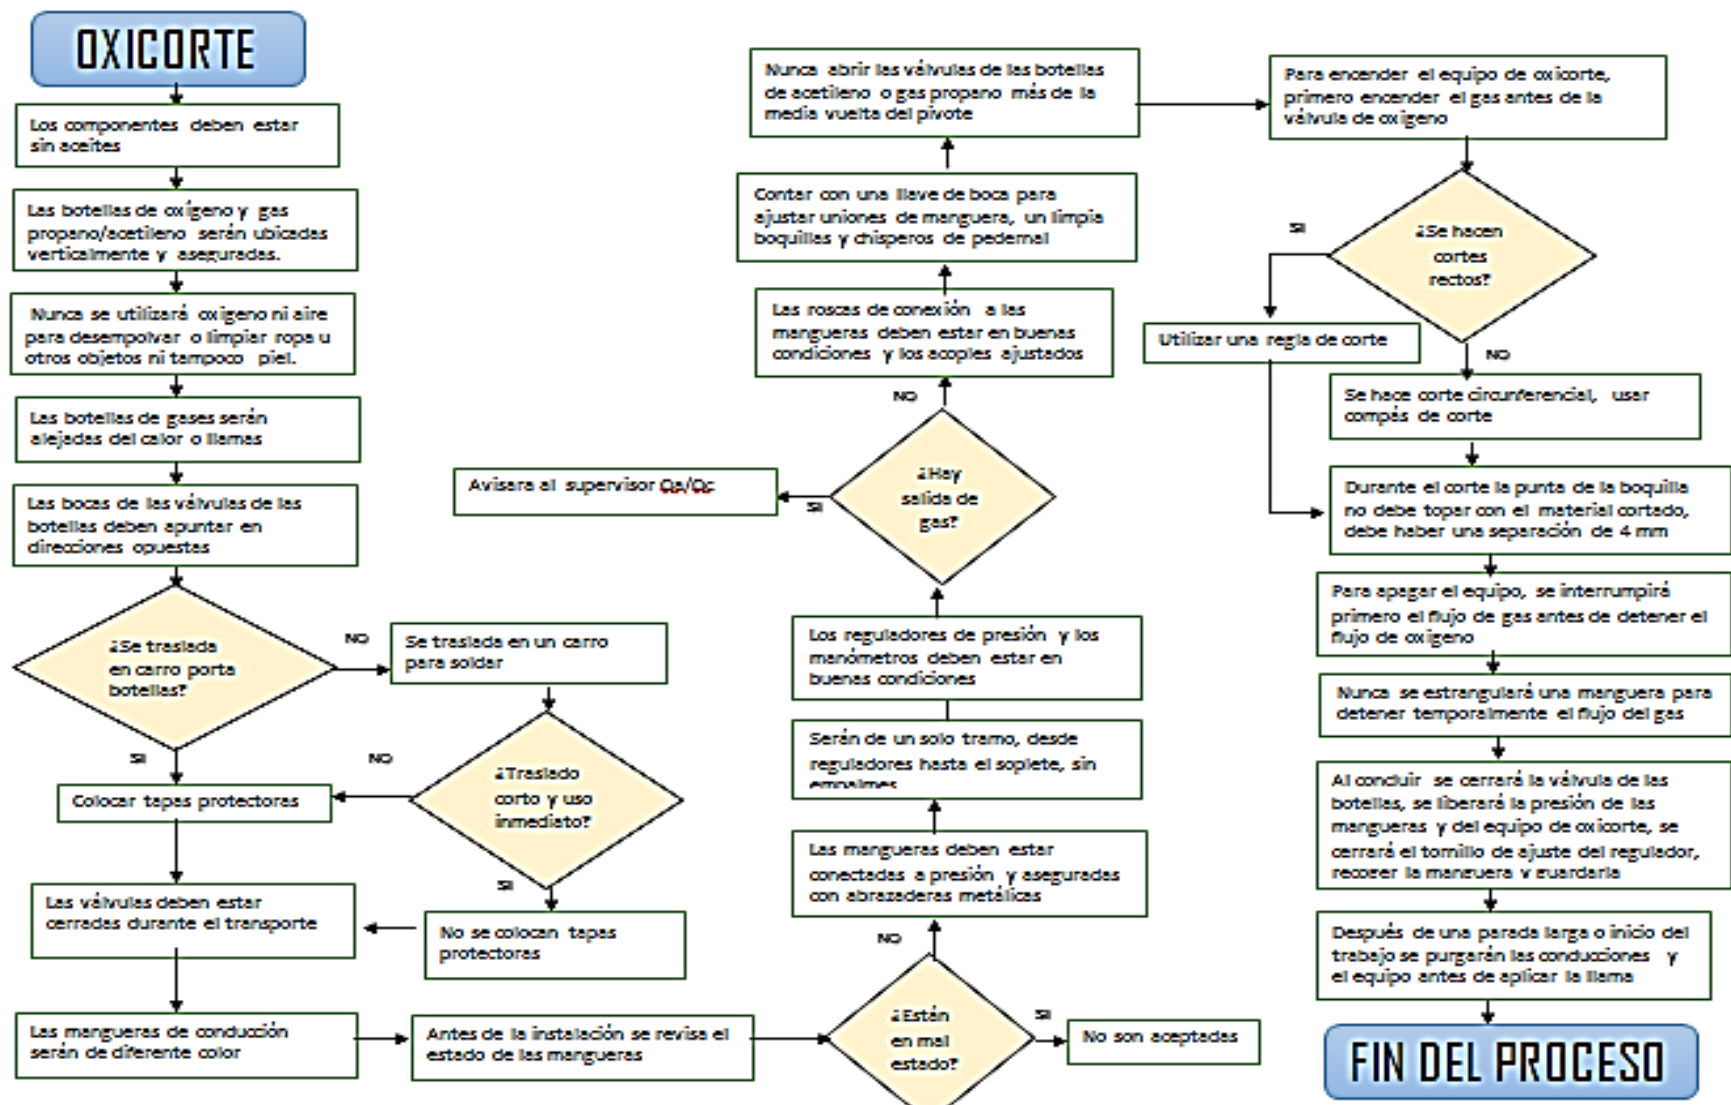 OXICORTE
Los componentes deben estar
sin aceites
Las botellas de oxígeno y gas
propano/acetileno serán ubicadas
verticalmente y aseguradas.
Nunca se utilizará oxigeno ni aire
para desempolvar o limpiar ropa u
otros objetos ni tampoco piel.
Las botellas de gases serán
alejadas del calor o llamas
Las bocas de las válvulas de las
botellas deben apuntar en
direcciones opuestas
¿Se traslada
en carro porta
botellas?
NO
SI
Se traslada en un carro
para soldar
¿Traslado
corto y uso
inmediato?
NO
SI
Colocar tapas protectoras
No se colocan tapas
protectoras
Las válvulas deben estar
cerradas durante el transporte
Las mangueras de conducción
serán de diferente color
Antes de la instalación se revisa el
estado de las mangueras
¿Están
en mal
estado?
SI
No son aceptadas
NO
Las mangueras deben estar
conectadas a presión y aseguradas
con abrazaderas metálicas
Serán de un solo tramo, desde
reguladores hasta el soplete, sin
empalmes
Los reguladores de presión y los
manómetros deben estar en
buenas condiciones
¿Hay
salida de
gas?
SI
Avisara al supervisor Qa/Qc
NO
Las roscas de conexión a las
mangueras deben estar en buenas
condiciones y los acoples ajustados
Contar con una llave de boca para
ajustar uniones de manguera, un limpia
boquillas y chisperos de pedernal
Nunca abrir las válvulas de las botellas
de acetileno o gas propano más de la
media vuelta del pivote
Para encender el equipo de oxicorte,
primero encender el gas antes de la
válvula de oxigeno
¿Se hacen
cortes
rectos?
SI
Utilizar una regla de corte
NO
Se hace corte circunferencial, usar
compás de corte
Durante el corte la punta de la boquilla
no debe topar con el material cortado,
debe haber una separación de 4 mm
Para apagar el equipo, se interrumpirá
primero el flujo de gas antes de detener el
flujo de oxigeno
Nunca se estrangulará una manguera para
detener temporalmente el flujo del gas
Al concluir se cerrará la válvula de las
botellas, se liberará la presión de las
mangueras y del equipo de oxicorte, se
cerrará el tornillo de ajuste del regulador,
recoger la manguera y guardarla
Después de una parada larga o inicio del
trabajo se purgarán las conducciones y
el equipo antes de aplicar la llama
FIN DEL PROCESO